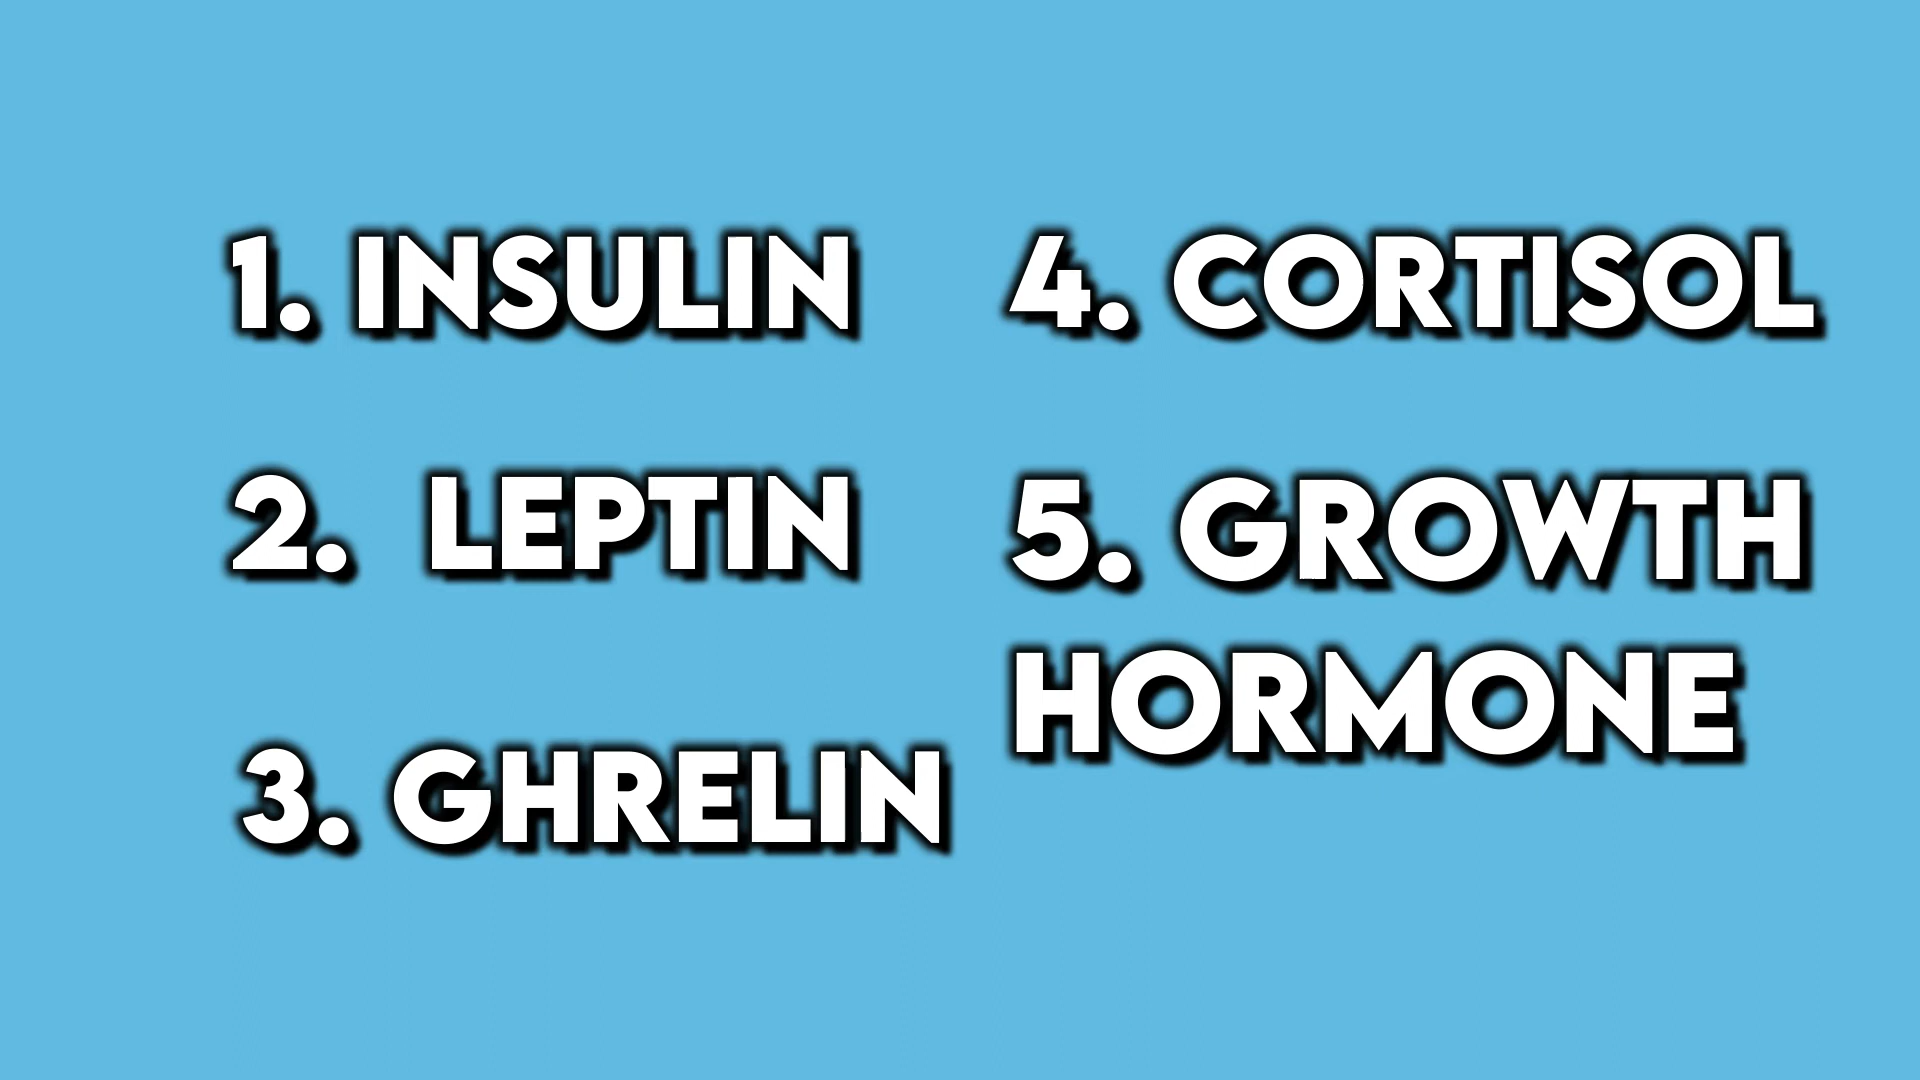 1. INSULIN
2. LEPTIN
3. GHRELIN
4. CORTISOL
5. GROWTH
HORMONE